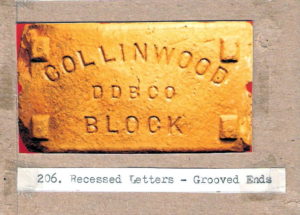 COLLINWOOD
DDBCO
BLOCK
206. Recessed Letters - Grooved Ends